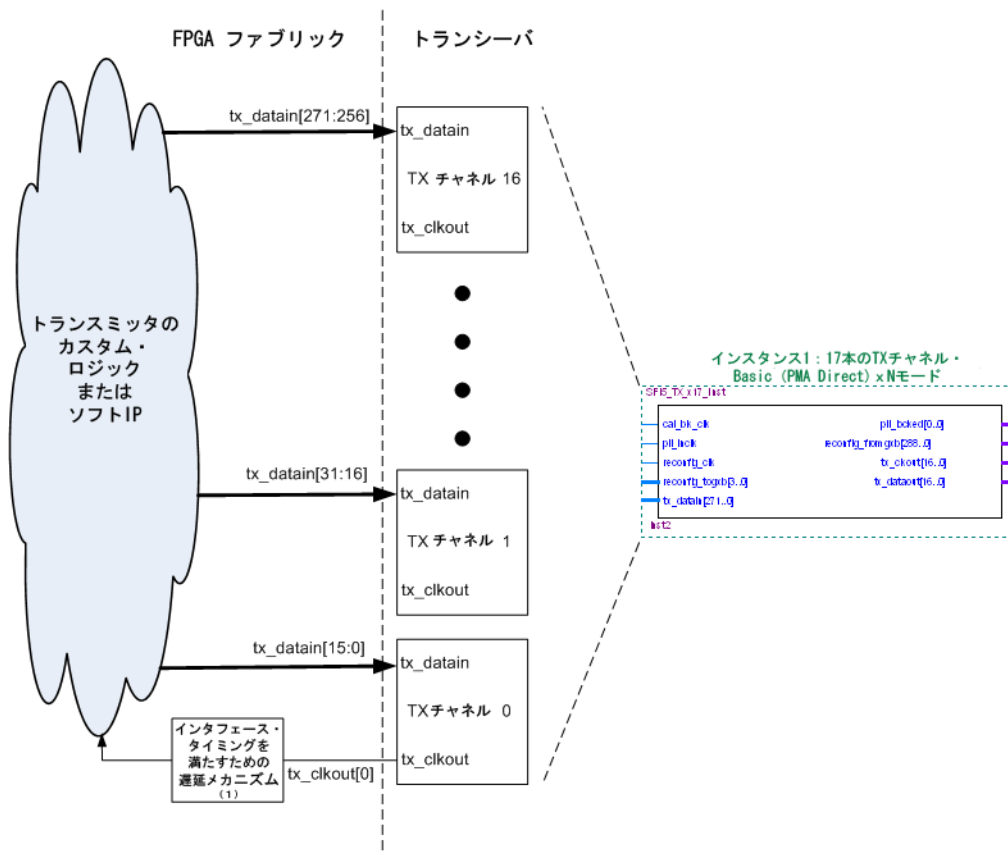 FPGA ファブリック
トランシーバ
tx_datain[271:256]
tx_datain
TX チャネル 16
tx_clkout
トランスミッタの
カスタム・
ロジック
または
ソフトIP
tx_datain[31:16]
tx_datain
TX チャネル 1
tx_clkout
tx_datain[15:0]
tx_datain
TXチャネル 0
tx_clkout
インタフェース・
タイミングを
満たすための
遅延メカニズム
(1)
tx_clkout[0]
インスタンス1：17本のTXチャネル・
Basic (PMA Direct) xNモード
cal_blk_clk
pll_inclk
reconfig_clk
reconfig_togxb[3..0]
tx_datain[271..0]
pll_locked[0..0]
reconfig_fromgxb[288..0]
tx_clkout[16..0]
tx_dataout[16..0]
inst2